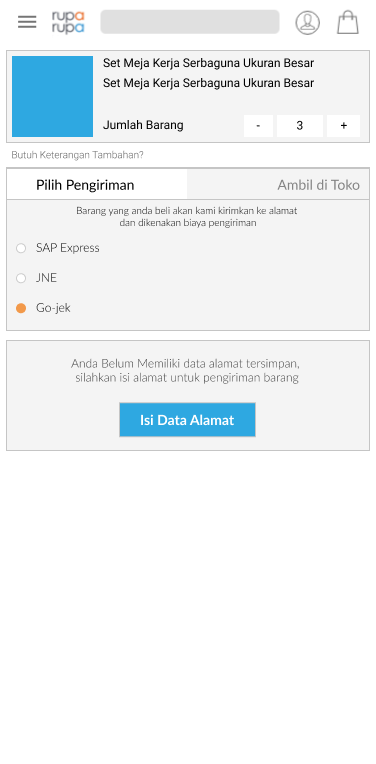 rupa
rupa
Set Meja Kerja Serbaguna Ukuran Besar
Set Meja Kerja Serbaguna Ukuran Besar
Jumlah Barang - 3 +
Butuh Keterangan Tambahan?
Pilih Pengiriman Ambil di Toko
Barang yang anda beli akan kami kirimkan ke alamat
dan dikenakan biaya pengiriman
SAP Express
JNE
Go-jek
Anda Belum Memiliki data alamat tersimpan,
silahkan isi alamat untuk pengiriman barang
Isi Data Alamat